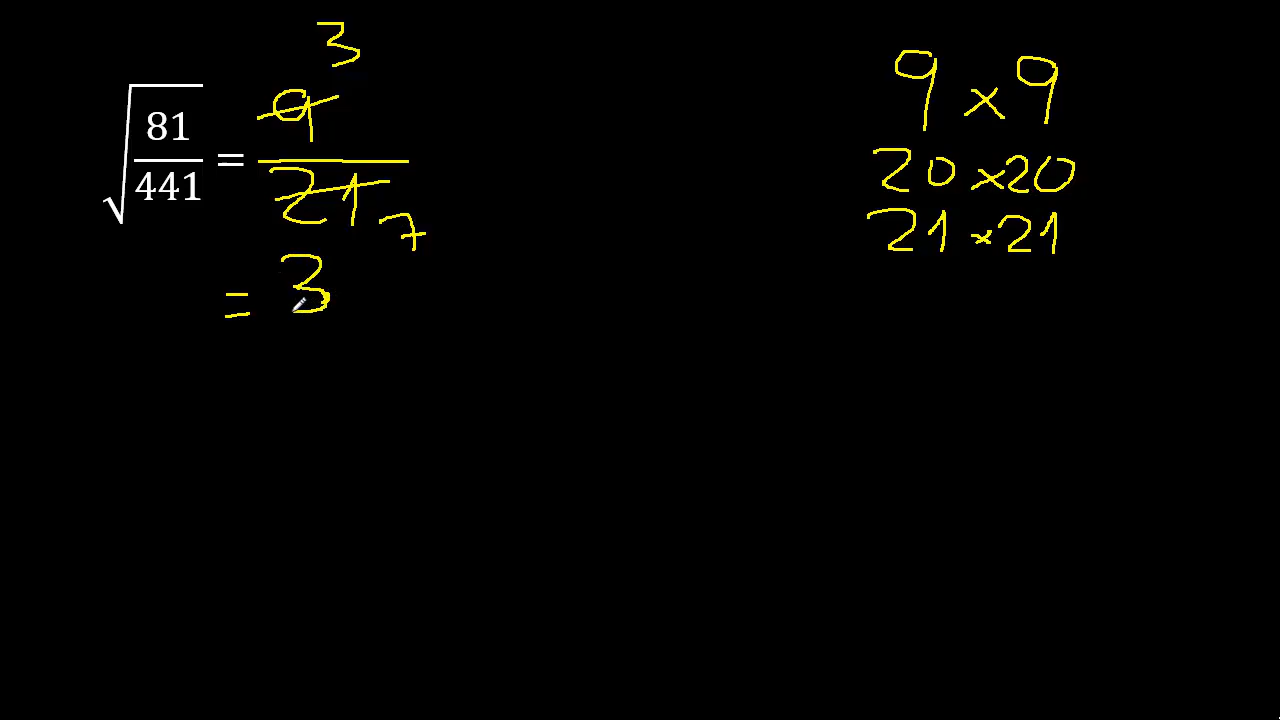 √(81/441) = 9/21
3
7
= 3
9 × 9
20 × 20
21 × 21